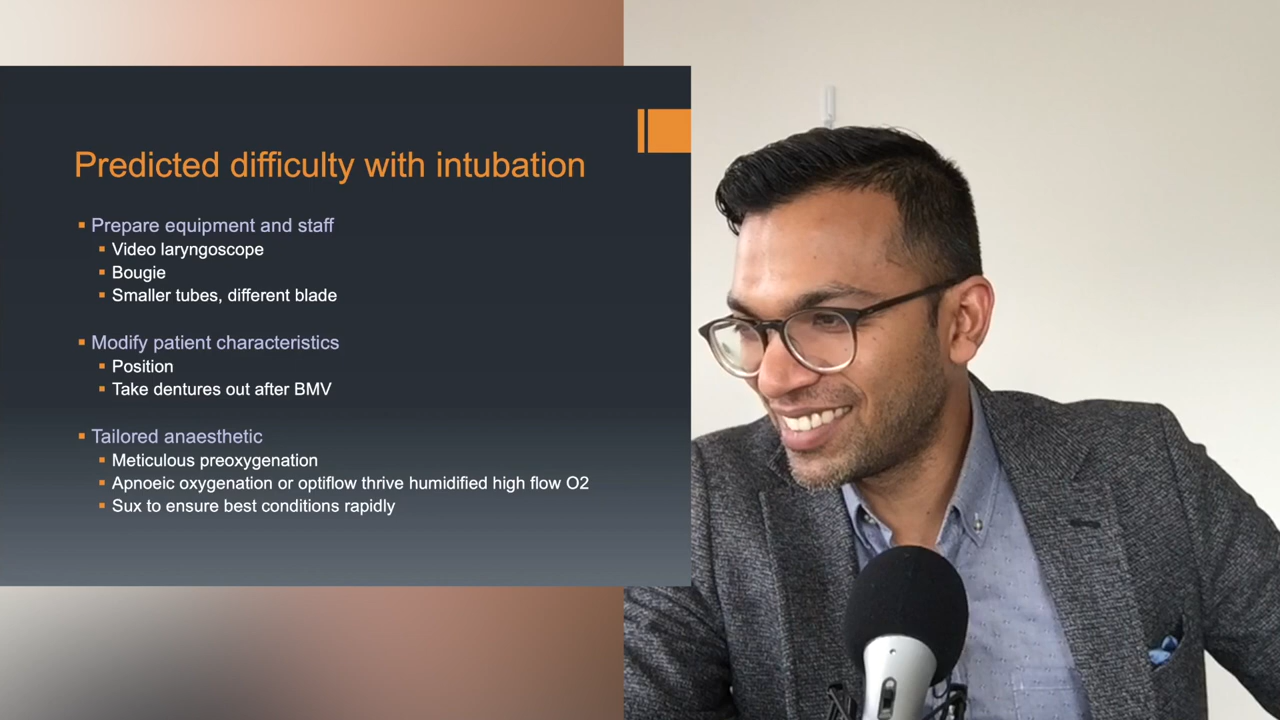 Predicted difficulty with intubation
Prepare equipment and staff
Video laryngoscope
Bougie
Smaller tubes, different blade
Modify patient characteristics
Position
Take dentures out after BMV
Tailored anaesthetic
Meticulous preoxygenation
Apnoeic oxygenation or optiflow thrive humidified high flow O2
Sux to ensure best conditions rapidly